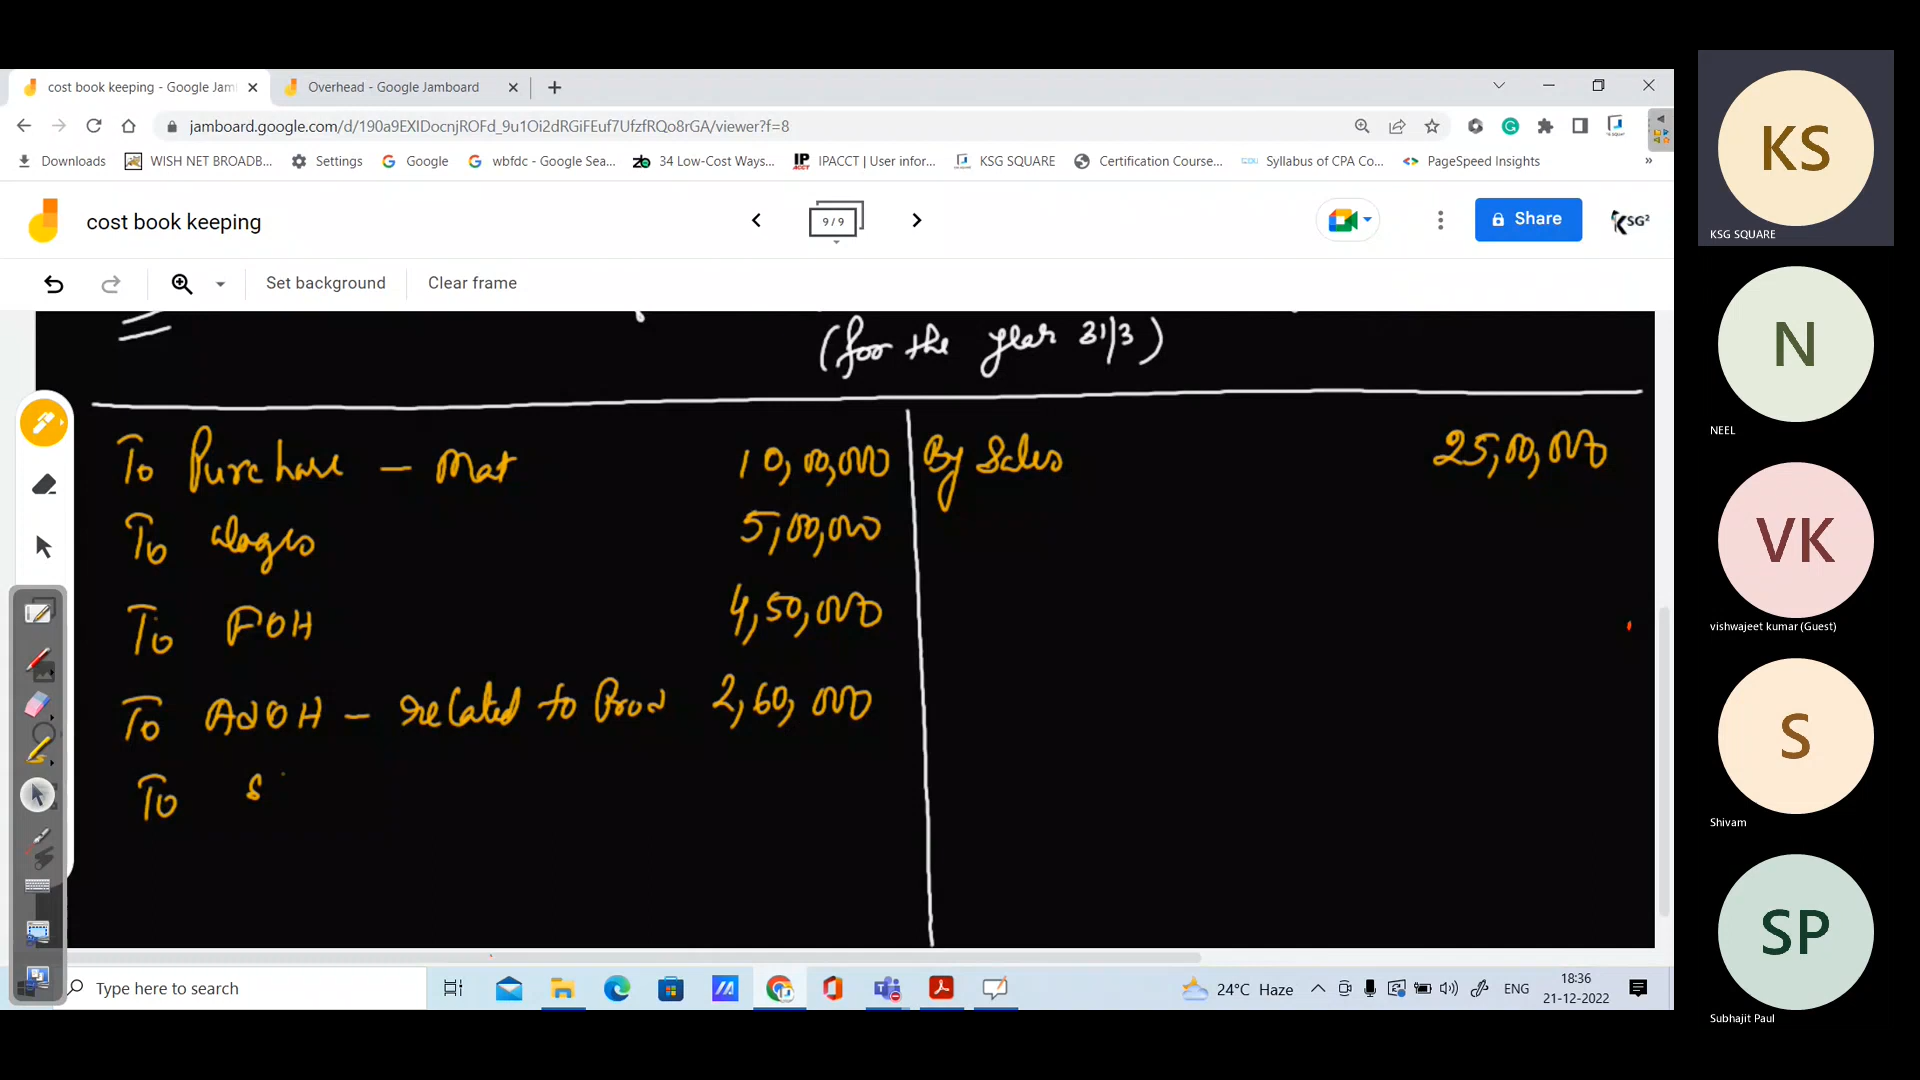 cost book keeping - Google Jam
Overhead - Google Jamboard
jamboard.google.com/d/190a9EXIDocnjROFd_9u1Oi2dRGiFEuf7UfzfRQo8rGA/viewer?f=8
Downloads WISH NET BROADB... Settings Google wbfdc - Google Sea... 34 Low-Cost Ways... IPACCT | User infor... KSG SQUARE Certification Course... Syllabus of CPA Co... PageSpeed Insights »
cost book keeping
9/9
Share
KSG²
Set background
Clear frame
(for the year 31/3)
To Purchase - Mat 10,00,000 By Sales 25,00,000
To Wages 5,00,000
To FOH 4,50,000
To AdOH - related to Prod 2,60,000
To S
Type here to search
24°C Haze
ENG
18:36
21-12-2022
KS
KSG SQUARE
N
NEEL
VK
vishwajeet kumar (Guest)
S
Shivam
SP
Subhajit Paul